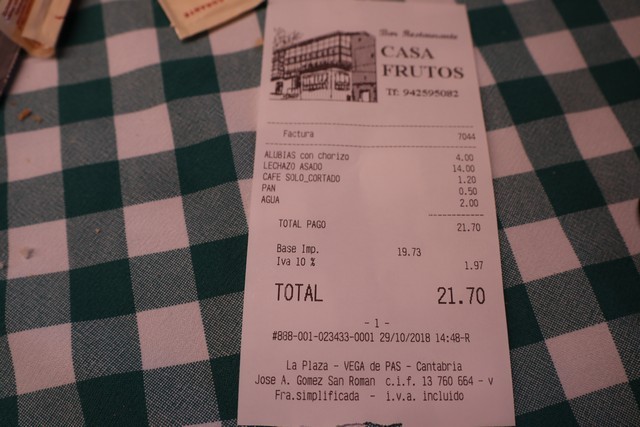 Bar Restaurante
CASA
FRUTOS
Tf: 942595082
Factura 7044
ALUBIAS con chorizo 4.00
LECHAZO ASADO 14.00
CAFE SOLO_CORTADO 1.20
PAN 0.50
AGUA 2.00
TOTAL PAGO 21.70
Base Imp. 19.73
Iva 10 % 1.97
TOTAL 21.70
- 1 -
#888-001-023433-0001 29/10/2018 14:48-R
La Plaza - VEGA de PAS - Cantabria
Jose A. Gomez San Roman c.i.f. 13 760 664 - v
Fra.simplificada - i.v.a. incluido